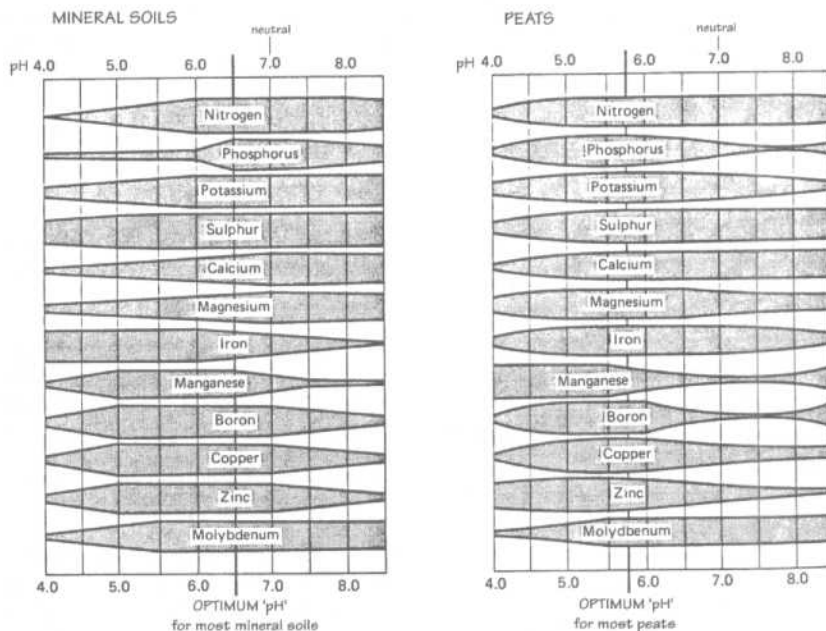 MINERAL SOILS
neutral
pH 4.0 5.0 6.0 7.0 8.0
Nitrogen
Phosphorus
Potassium
Sulphur
Calcium
Magnesium
Iron
Manganese
Boron
Copper
Zinc
Molybdenum
4.0 5.0 6.0 7.0 8.0
OPTIMUM 'pH'
for most mineral soils
PEATS
neutral
pH 4.0 5.0 6.0 7.0 8.0
Nitrogen
Phosphorus
Potassium
Sulphur
Calcium
Magnesium
Iron
Manganese
Boron
Copper
Zinc
Molydbenum
4.0 5.0 6.0 7.0 8.0
OPTIMUM 'pH'
for most peats